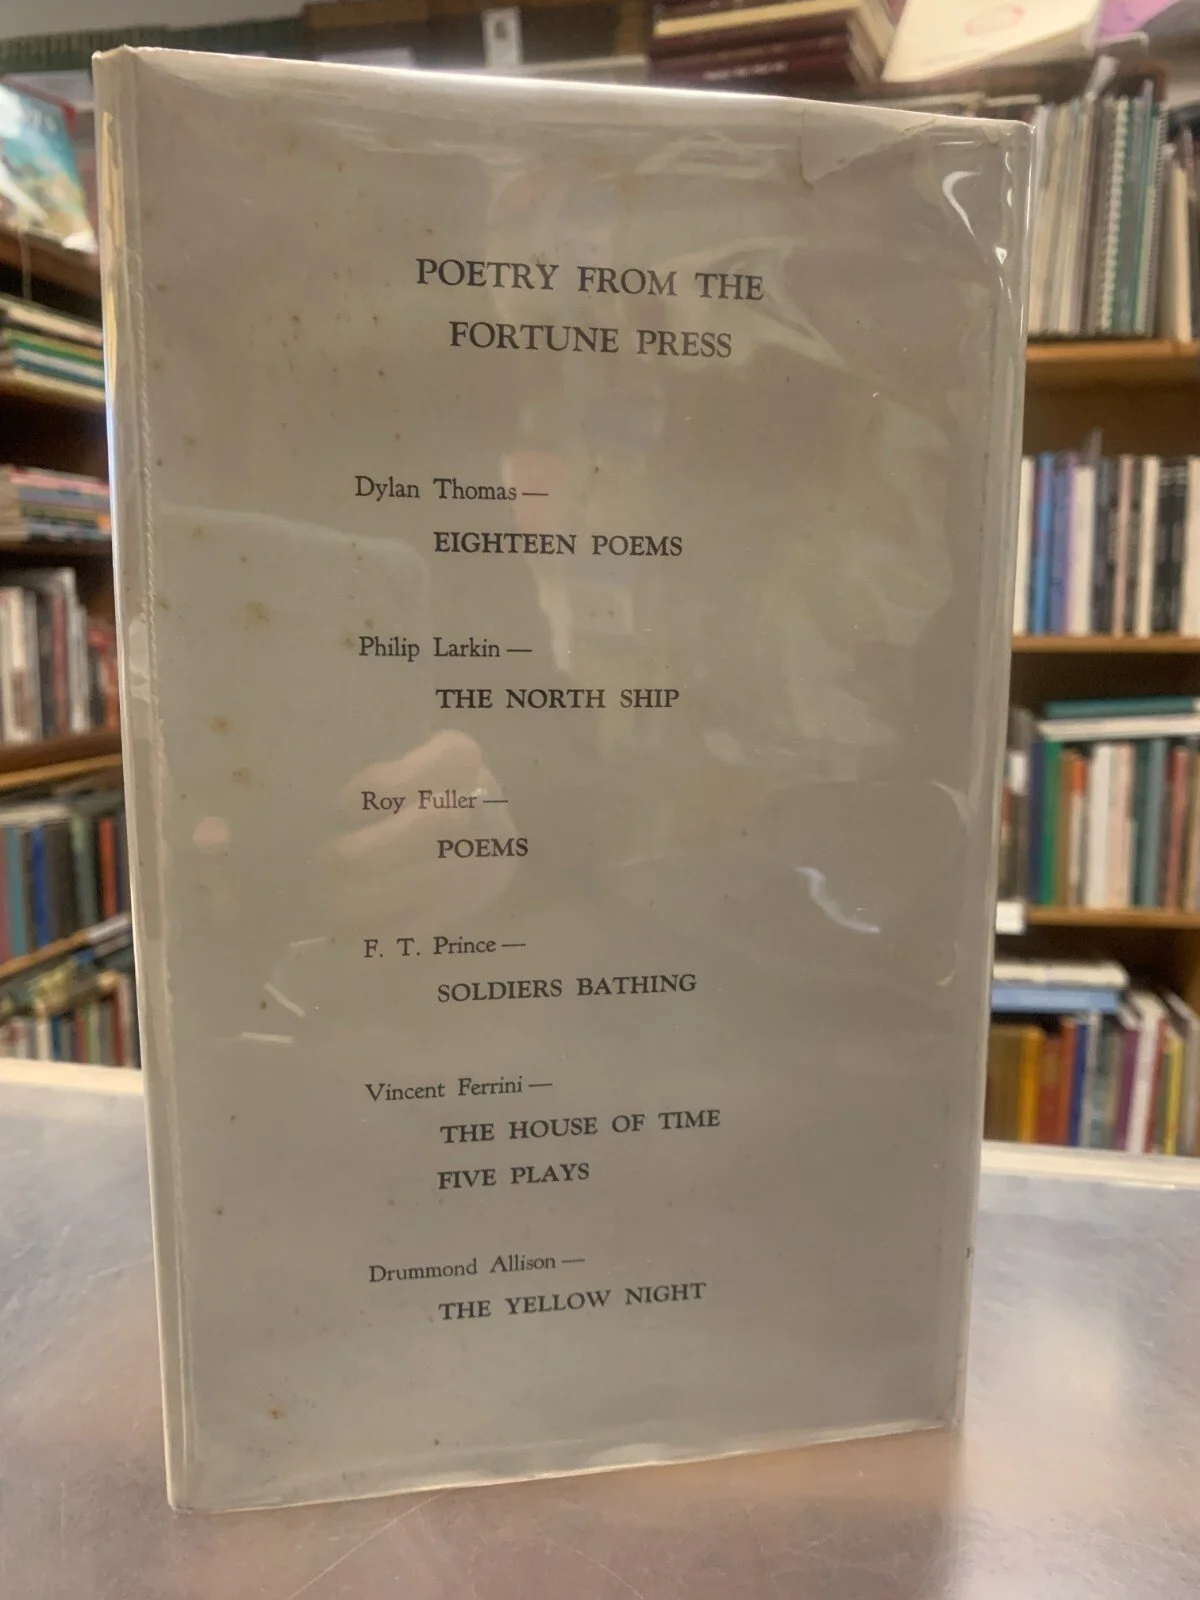 POETRY FROM THE
FORTUNE PRESS
Dylan Thomas —
EIGHTEEN POEMS
Philip Larkin —
THE NORTH SHIP
Roy Fuller —
POEMS
F. T. Prince —
SOLDIERS BATHING
Vincent Ferrini —
THE HOUSE OF TIME
FIVE PLAYS
Drummond Allison —
THE YELLOW NIGHT